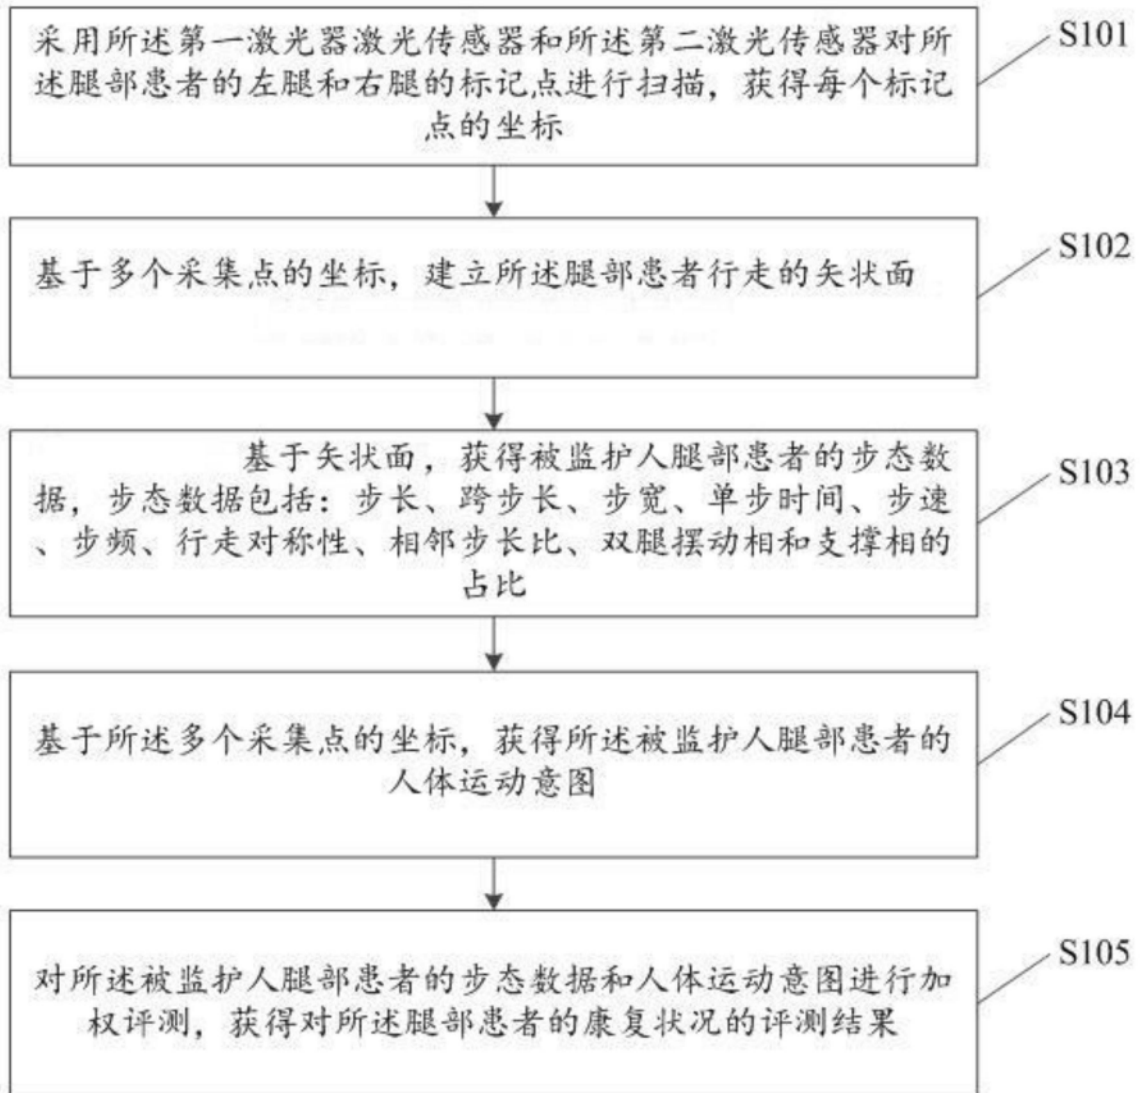 采用所述第一激光器激光传感器和所述第二激光传感器对所
述腿部患者的左腿和右腿的标记点进行扫描，获得每个标记
点的坐标
S101
基于多个采集点的坐标，建立所述腿部患者行走的矢状面
S102
基于矢状面，获得被监护人腿部患者的步态数
据，步态数据包括：步长、跨步长、步宽、单步时间、步速
、步频、行走对称性、相邻步长比、双腿摆动相和支撑相的
占比
S103
基于所述多个采集点的坐标，获得所述被监护人腿部患者的
人体运动意图
S104
对所述被监护人腿部患者的步态数据和人体运动意图进行加
权评测，获得对所述腿部患者的康复状况的评测结果
S105